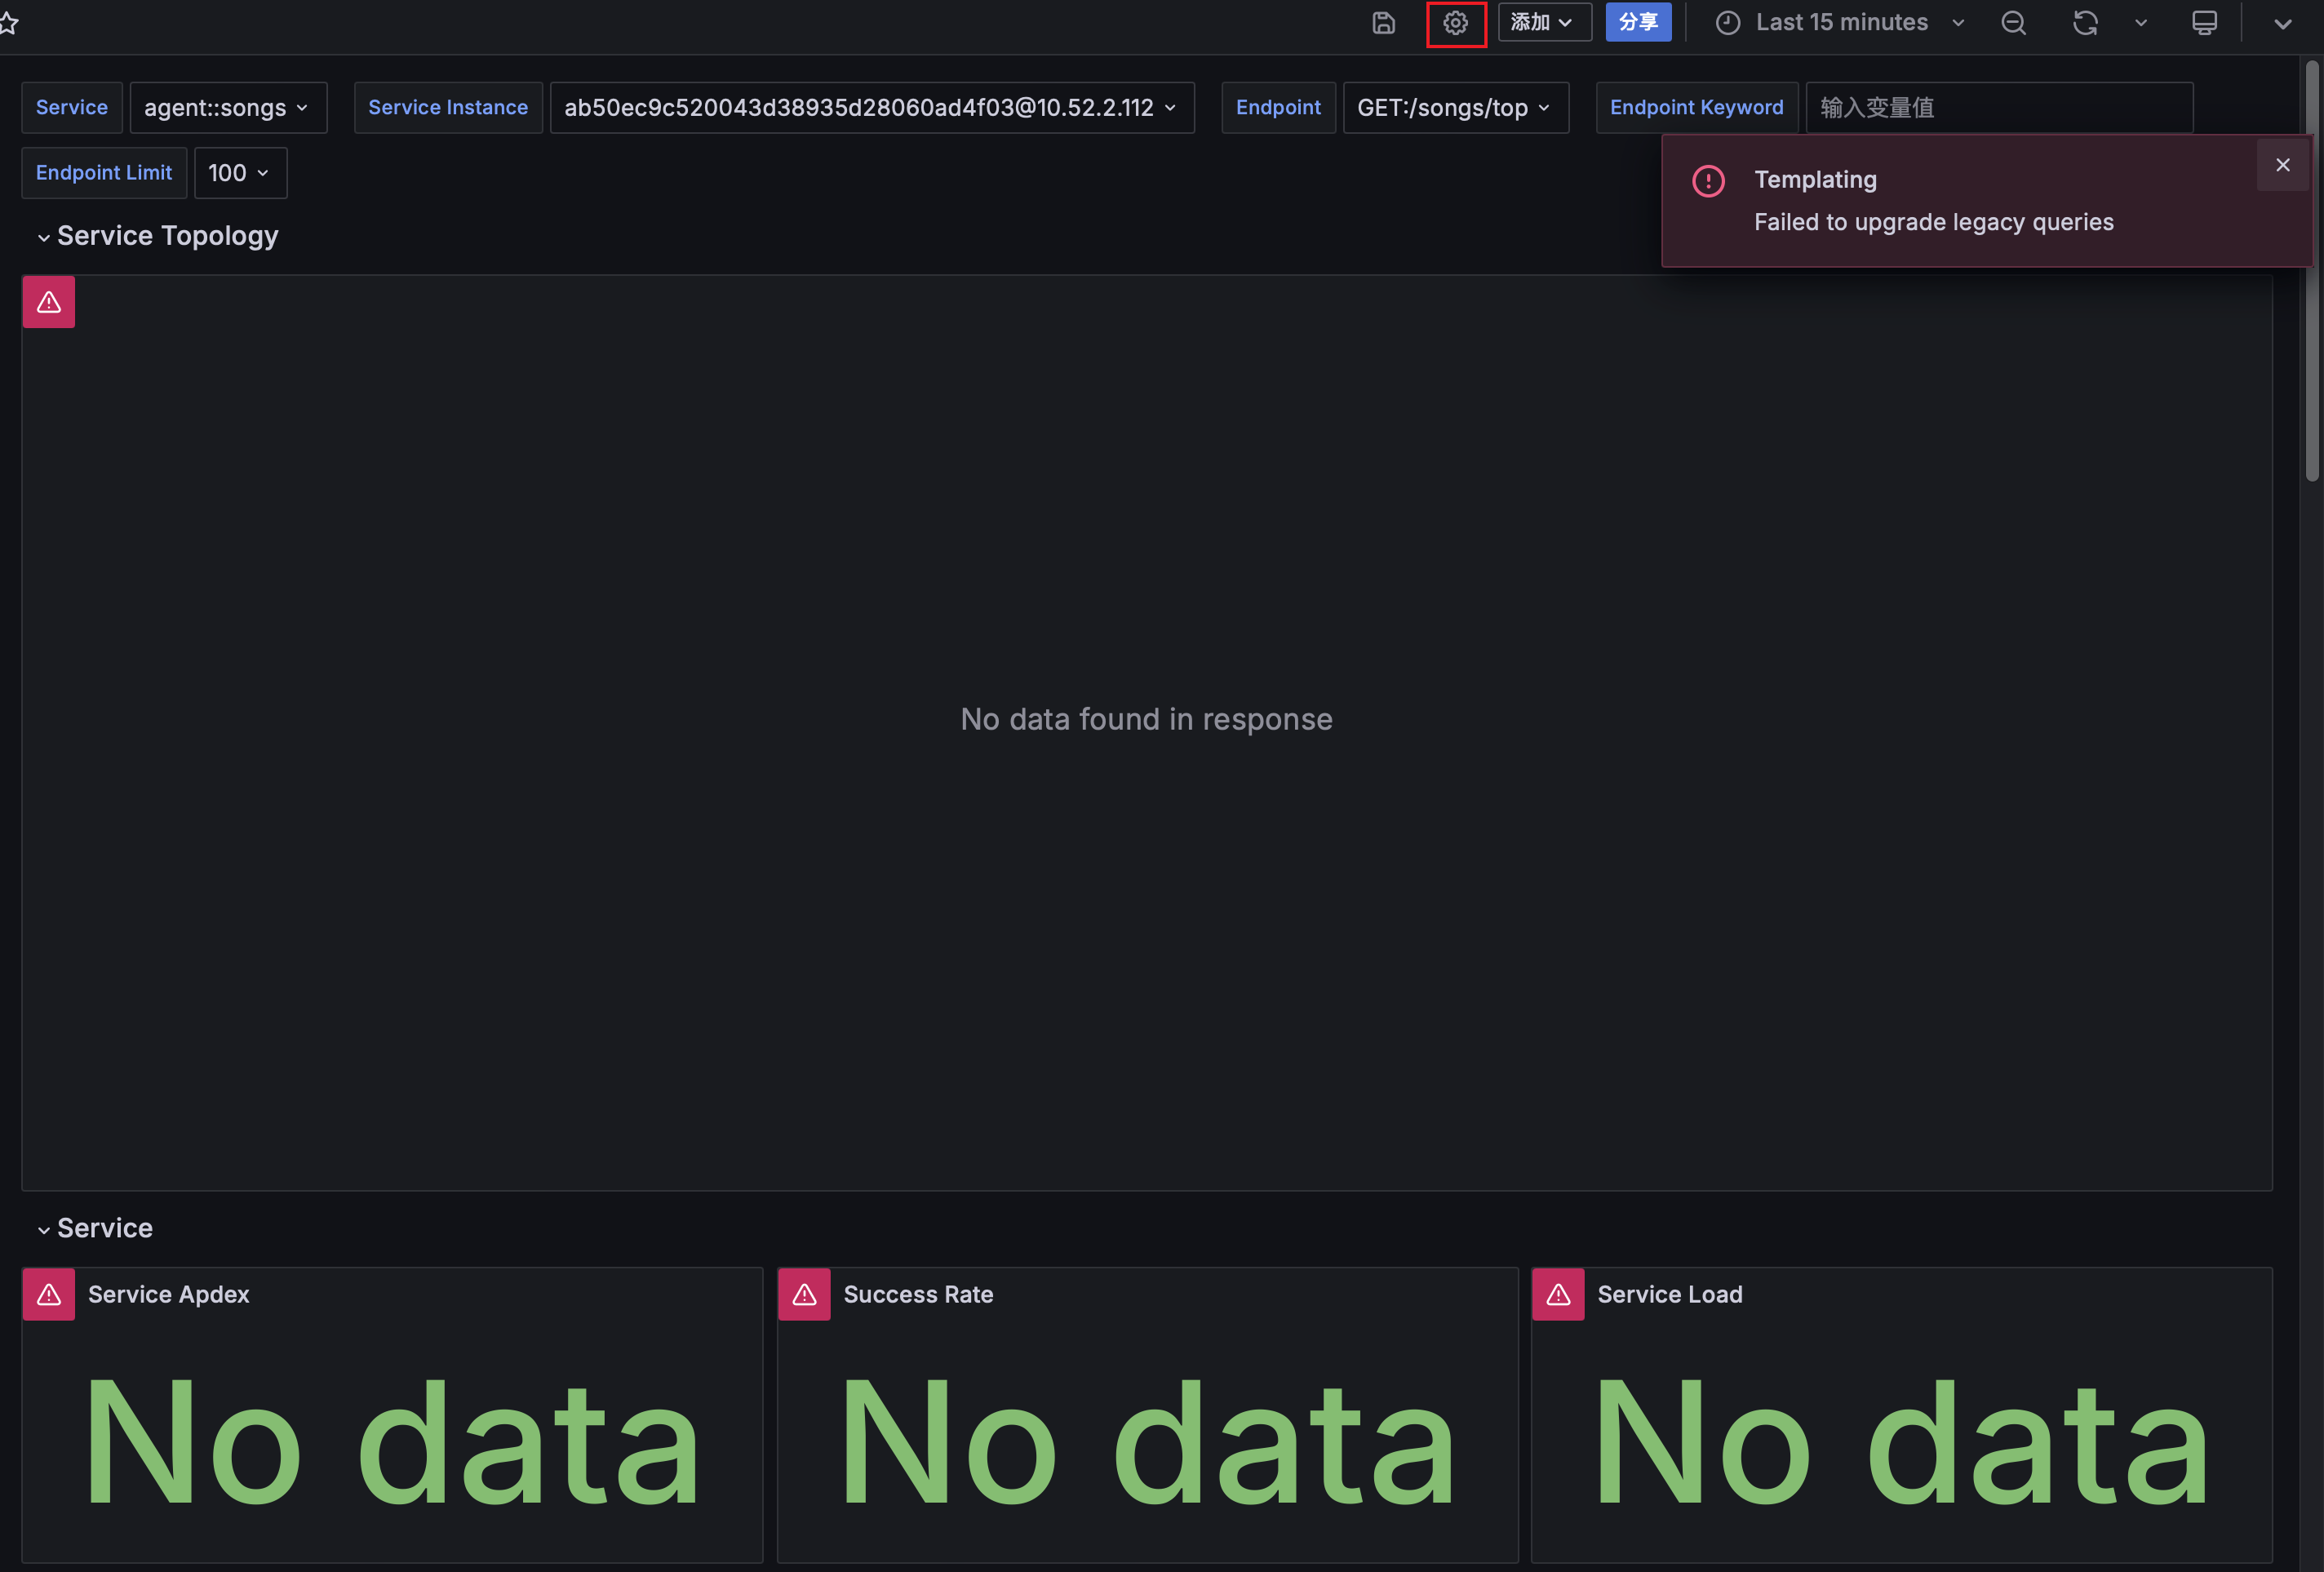 添加
分享
Last 15 minutes
Service
agent::songs
Service Instance
ab50ec9c520043d38935d28060ad4f03@10.52.2.112
Endpoint
GET:/songs/top
Endpoint Keyword
输入变量值
Endpoint Limit
100
Templating
Failed to upgrade legacy queries
Service Topology
No data found in response
Service
Service Apdex
No data
Success Rate
No data
Service Load
No data